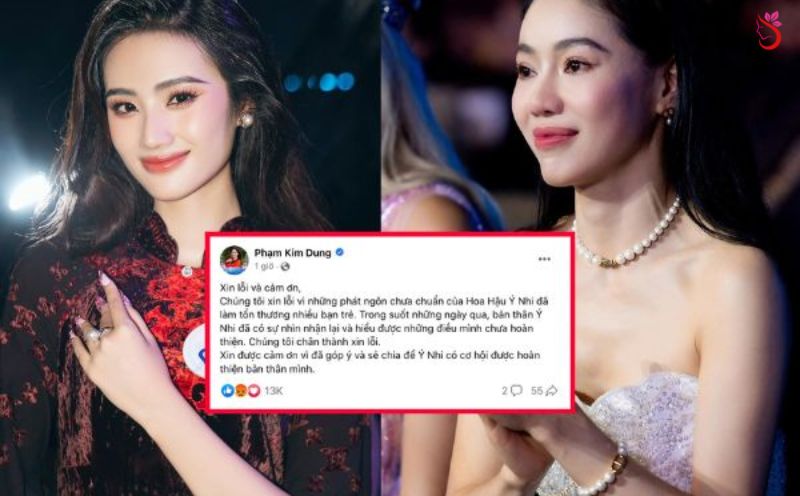 Phạm Kim Dung
1 giờ
Xin lỗi và cảm ơn,
Chúng tôi xin lỗi vì những phát ngôn chưa chuẩn của Hoa Hậu Ý Nhi đã
làm tổn thương nhiều bạn trẻ. Trong suốt những ngày qua, bản thân Ý
Nhi đã có sự nhìn nhận lại và hiểu được những điều mình chưa hoàn
thiện. Chúng tôi chân thành xin lỗi.
Xin được cảm ơn vì đã góp ý và sẻ chia để Ý Nhi có cơ hội được hoàn
thiện bản thân mình.
13K 2 55